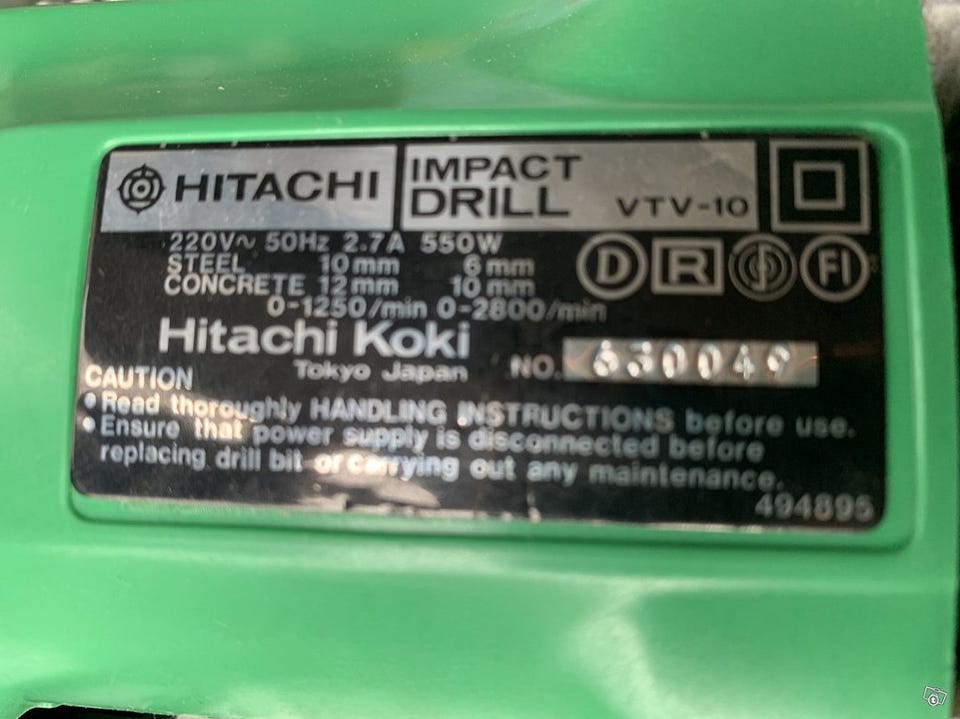 HITACHI
IMPACT
DRILL VTV-10
220V~ 50Hz 2.7A 550W
STEEL 10mm 6mm
CONCRETE 12mm 10mm
0-1250/min 0-2800/min
D R S FI
Hitachi Koki
Tokyo Japan
NO. 630049
CAUTION
• Read thoroughly HANDLING INSTRUCTIONS before use.
• Ensure that power supply is disconnected before
replacing drill bit or carrying out any maintenance.
494895